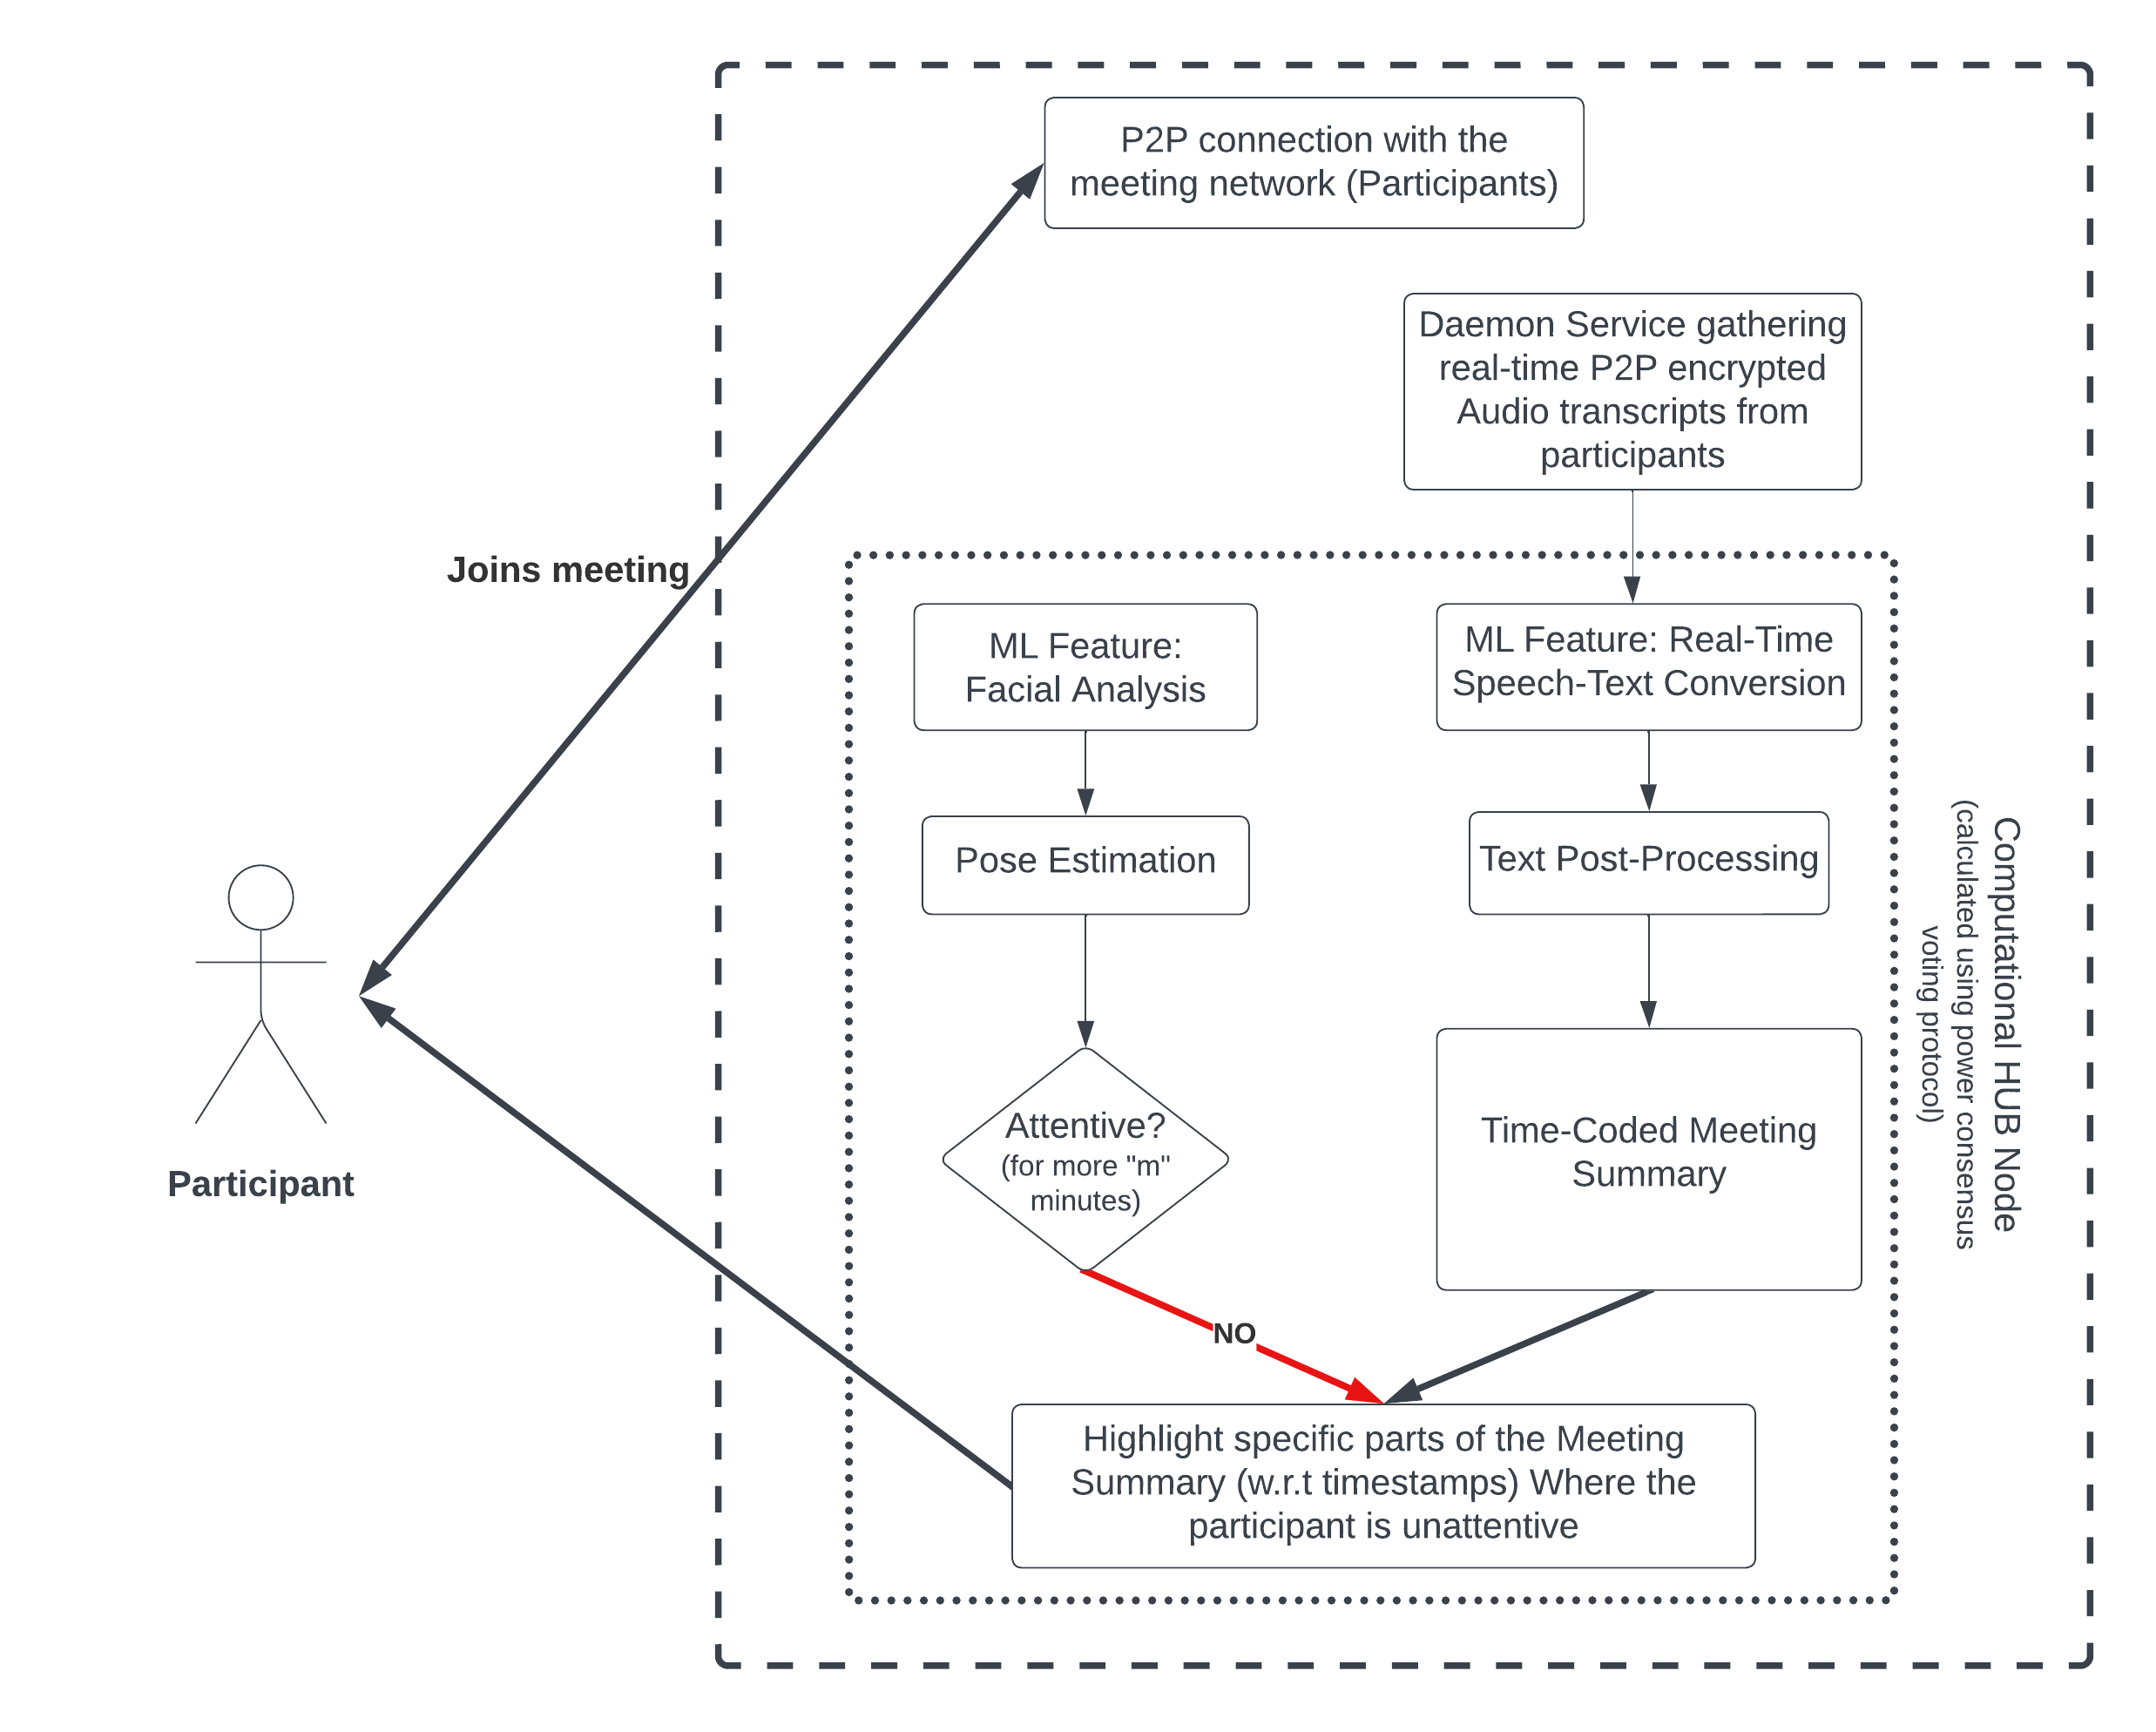 P2P connection with the
meeting network (Participants)
Daemon Service gathering
real-time P2P encrypted
Audio transcripts from
participants
Joins meeting
ML Feature:
Facial Analysis
ML Feature: Real-Time
Speech-Text Conversion
Pose Estimation
Text Post-Processing
Computational HUB Node
(calculated using power consensus
voting protocol)
Participant
Attentive?
(for more "m"
minutes)
Time-Coded Meeting
Summary
NO
Highlight specific parts of the Meeting
Summary (w.r.t timestamps) Where the
participant is unattentive